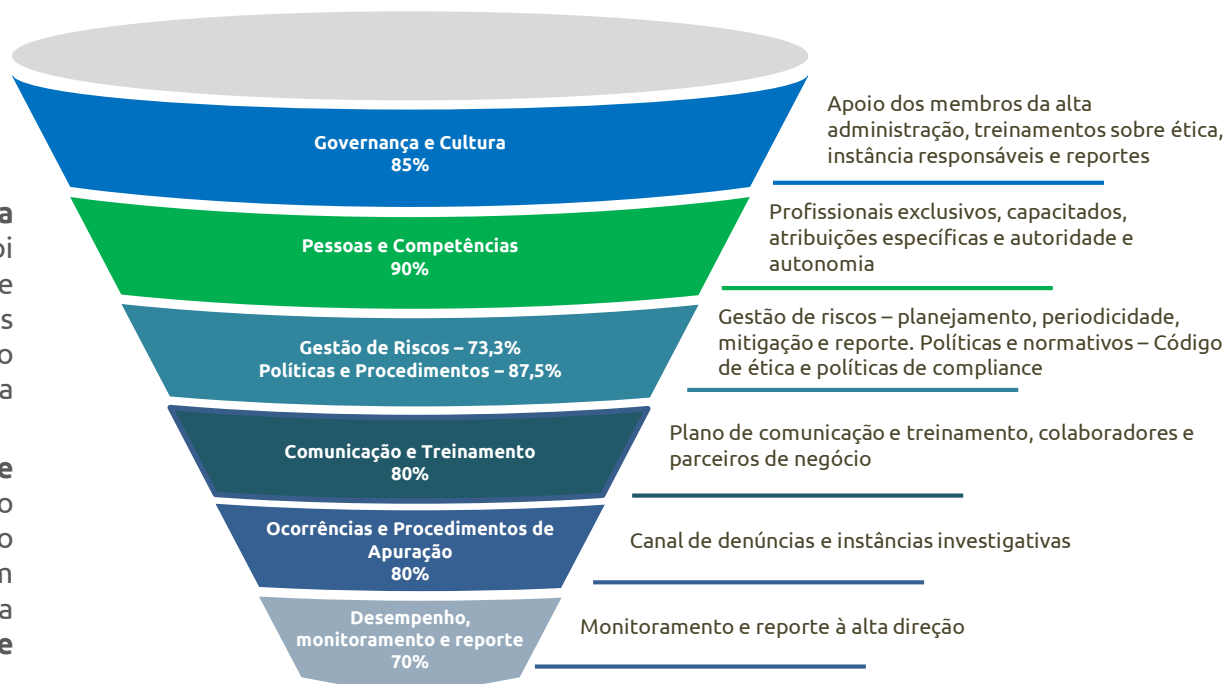 Governança e Cultura
85%
Apoio dos membros da alta
administração, treinamentos sobre ética,
instância responsáveis e reportes
Pessoas e Competências
90%
Profissionais exclusivos, capacitados,
atribuições específicas e autoridade e
autonomia
Gestão de Riscos – 73,3%
Políticas e Procedimentos – 87,5%
Gestão de riscos – planejamento, periodicidade,
mitigação e reporte. Políticas e normativos – Código
de ética e políticas de compliance
Comunicação e Treinamento
80%
Plano de comunicação e treinamento, colaboradores e
parceiros de negócio
Ocorrências e Procedimentos de
Apuração
80%
Canal de denúncias e instâncias investigativas
Desempenho,
monitoramento e reporte
70%
Monitoramento e reporte à alta direção